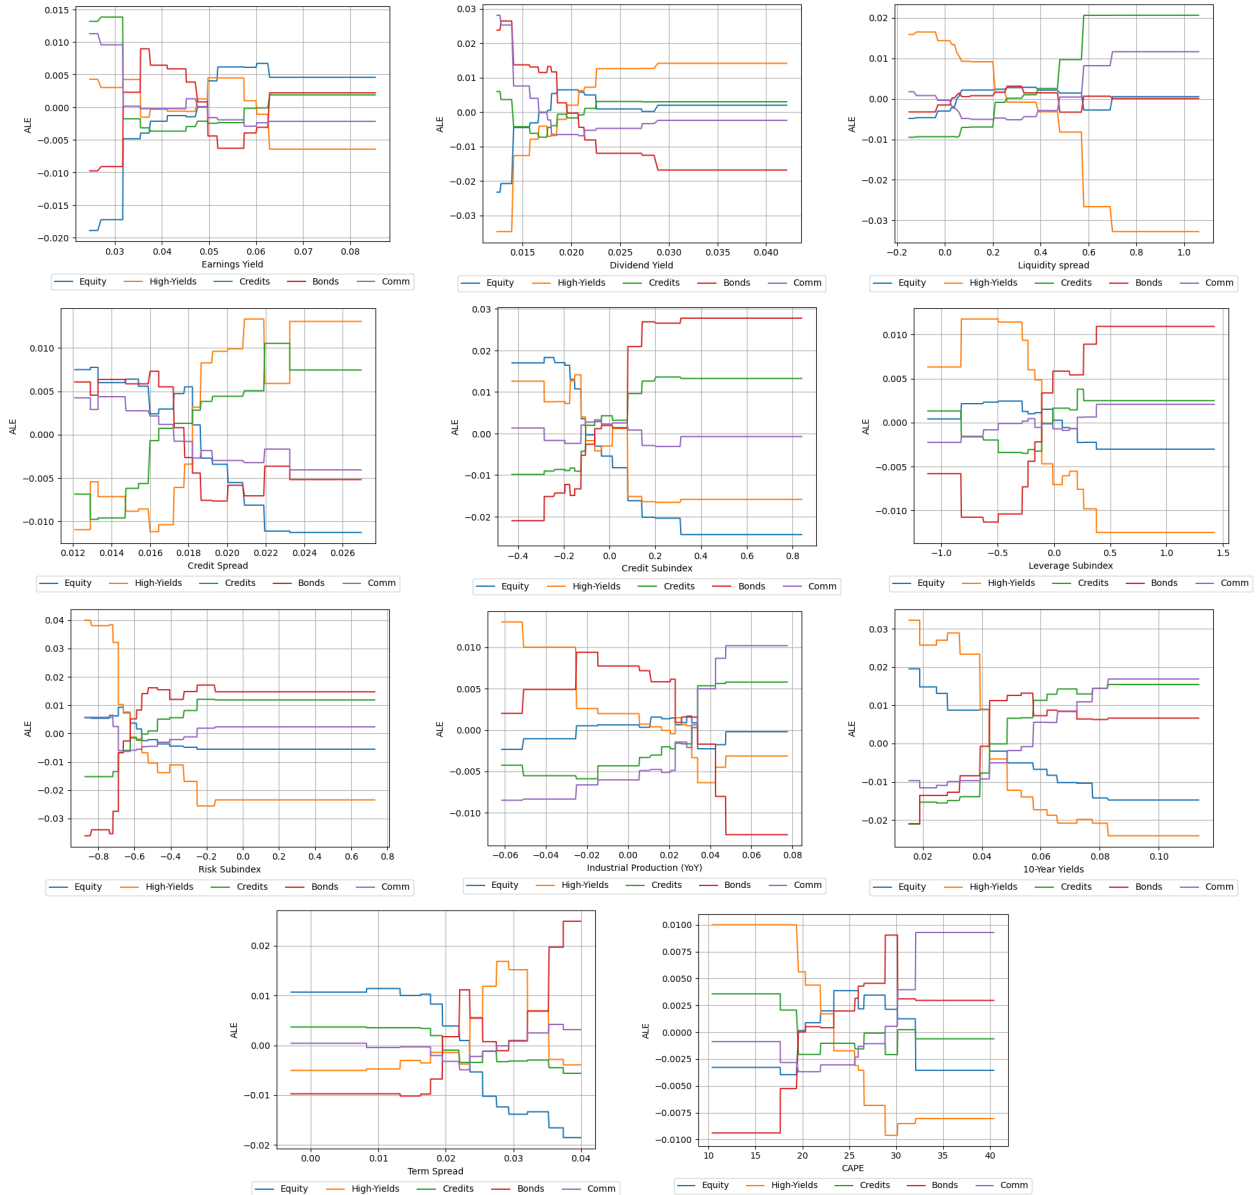 0.015
0.010
0.005
0.000
−0.005
−0.010
−0.015
−0.020
ALE
0.03 0.04 0.05 0.06 0.07 0.08
Earnings Yield
Equity High-Yields Credits Bonds Comm
0.03
0.02
0.01
0.00
−0.01
−0.02
−0.03
ALE
0.015 0.020 0.025 0.030 0.035 0.040
Dividend Yield
Equity High-Yields Credits Bonds Comm
0.02
0.01
0.00
−0.01
−0.02
−0.03
ALE
−0.2 0.0 0.2 0.4 0.6 0.8 1.0
Liquidity spread
Equity High-Yields Credits Bonds Comm
0.010
0.005
0.000
−0.005
−0.010
ALE
0.012 0.014 0.016 0.018 0.020 0.022 0.024 0.026
Credit Spread
Equity High-Yields Credits Bonds Comm
0.03
0.02
0.01
0.00
−0.01
−0.02
ALE
−0.4 −0.2 0.0 0.2 0.4 0.6 0.8
Credit Subindex
Equity High-Yields Credits Bonds Comm
0.010
0.005
0.000
−0.005
−0.010
ALE
−1.0 −0.5 0.0 0.5 1.0 1.5
Leverage Subindex
Equity High-Yields Credits Bonds Comm
0.04
0.03
0.02
0.01
0.00
−0.01
−0.02
−0.03
ALE
−0.8 −0.6 −0.4 −0.2 0.0 0.2 0.4 0.6 0.8
Risk Subindex
Equity High-Yields Credits Bonds Comm
0.010
0.005
0.000
−0.005
−0.010
ALE
−0.06 −0.04 −0.02 0.00 0.02 0.04 0.06 0.08
Industrial Production (YoY)
Equity High-Yields Credits Bonds Comm
0.03
0.02
0.01
0.00
−0.01
−0.02
ALE
0.02 0.04 0.06 0.08 0.10
10-Year Yields
Equity High-Yields Credits Bonds Comm
0.02
0.01
0.00
−0.01
−0.02
ALE
0.00 0.01 0.02 0.03 0.04
Term Spread
Equity High-Yields Credits Bonds Comm
0.0100
0.0075
0.0050
0.0025
0.0000
−0.0025
−0.0050
−0.0075
−0.0100
ALE
10 15 20 25 30 35 40
CAPE
Equity High-Yields Credits Bonds Comm